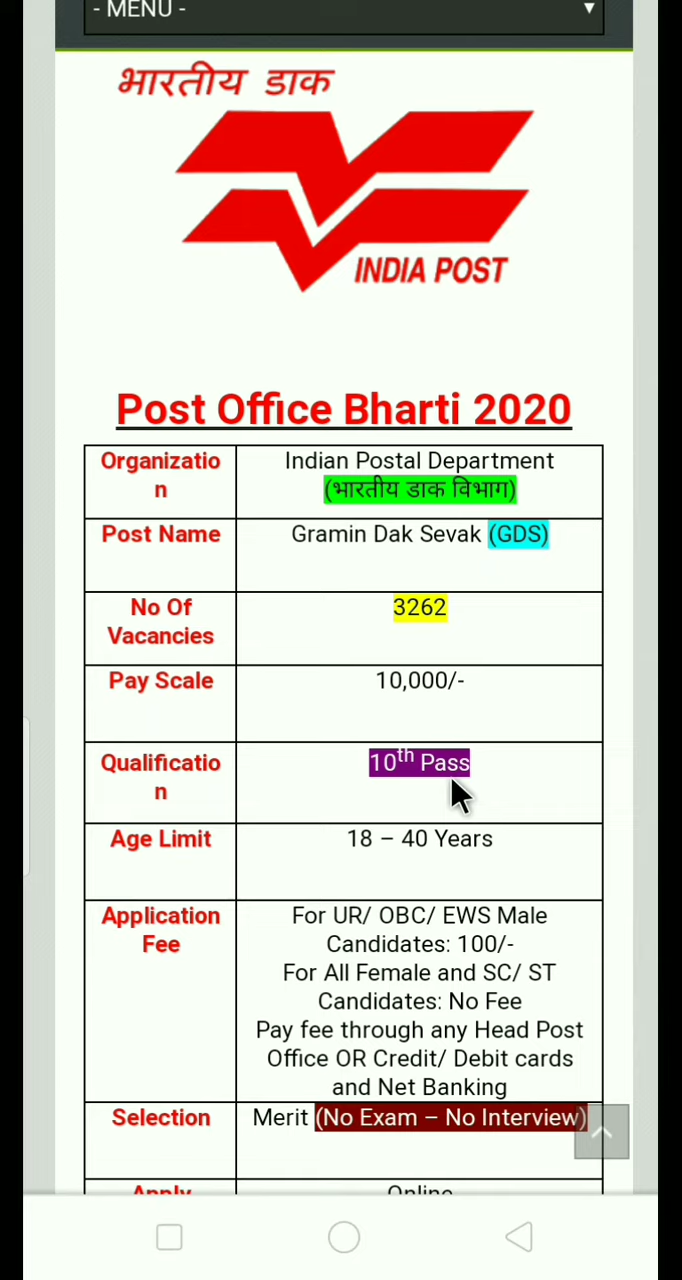 - MENU -
भारतीय डाक
INDIA POST
Post Office Bharti 2020
Organizatio
n
Indian Postal Department
(भारतीय डाक विभाग)
Post Name
Gramin Dak Sevak (GDS)
No Of
Vacancies
3262
Pay Scale
10,000/-
Qualificatio
n
10th Pass
Age Limit
18 – 40 Years
Application
Fee
For UR/ OBC/ EWS Male
Candidates: 100/-
For All Female and SC/ ST
Candidates: No Fee
Pay fee through any Head Post
Office OR Credit/ Debit cards
and Net Banking
Selection
Merit (No Exam – No Interview)
Apply
Online